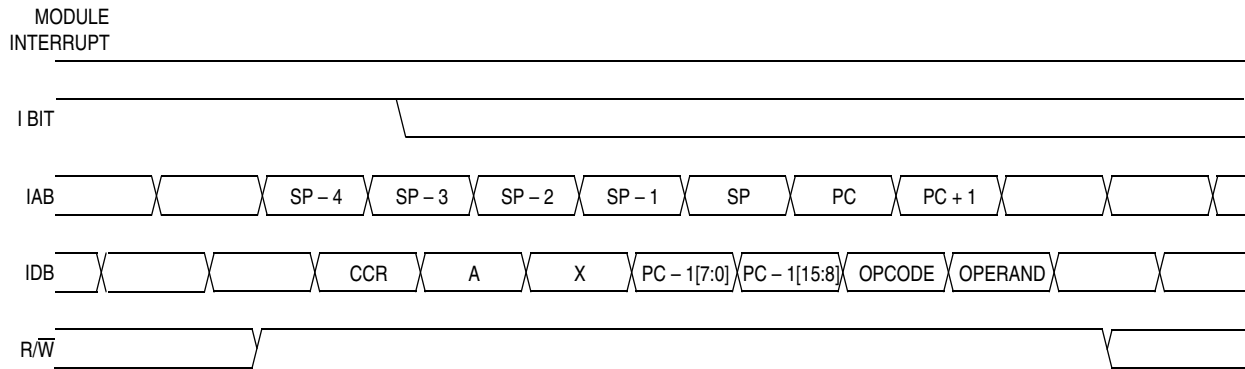 MODULE
INTERRUPT
I BIT
IAB SP – 4 SP – 3 SP – 2 SP – 1 SP PC PC + 1
IDB CCR A X PC – 1[7:0] PC – 1[15:8] OPCODE OPERAND
R/W̅